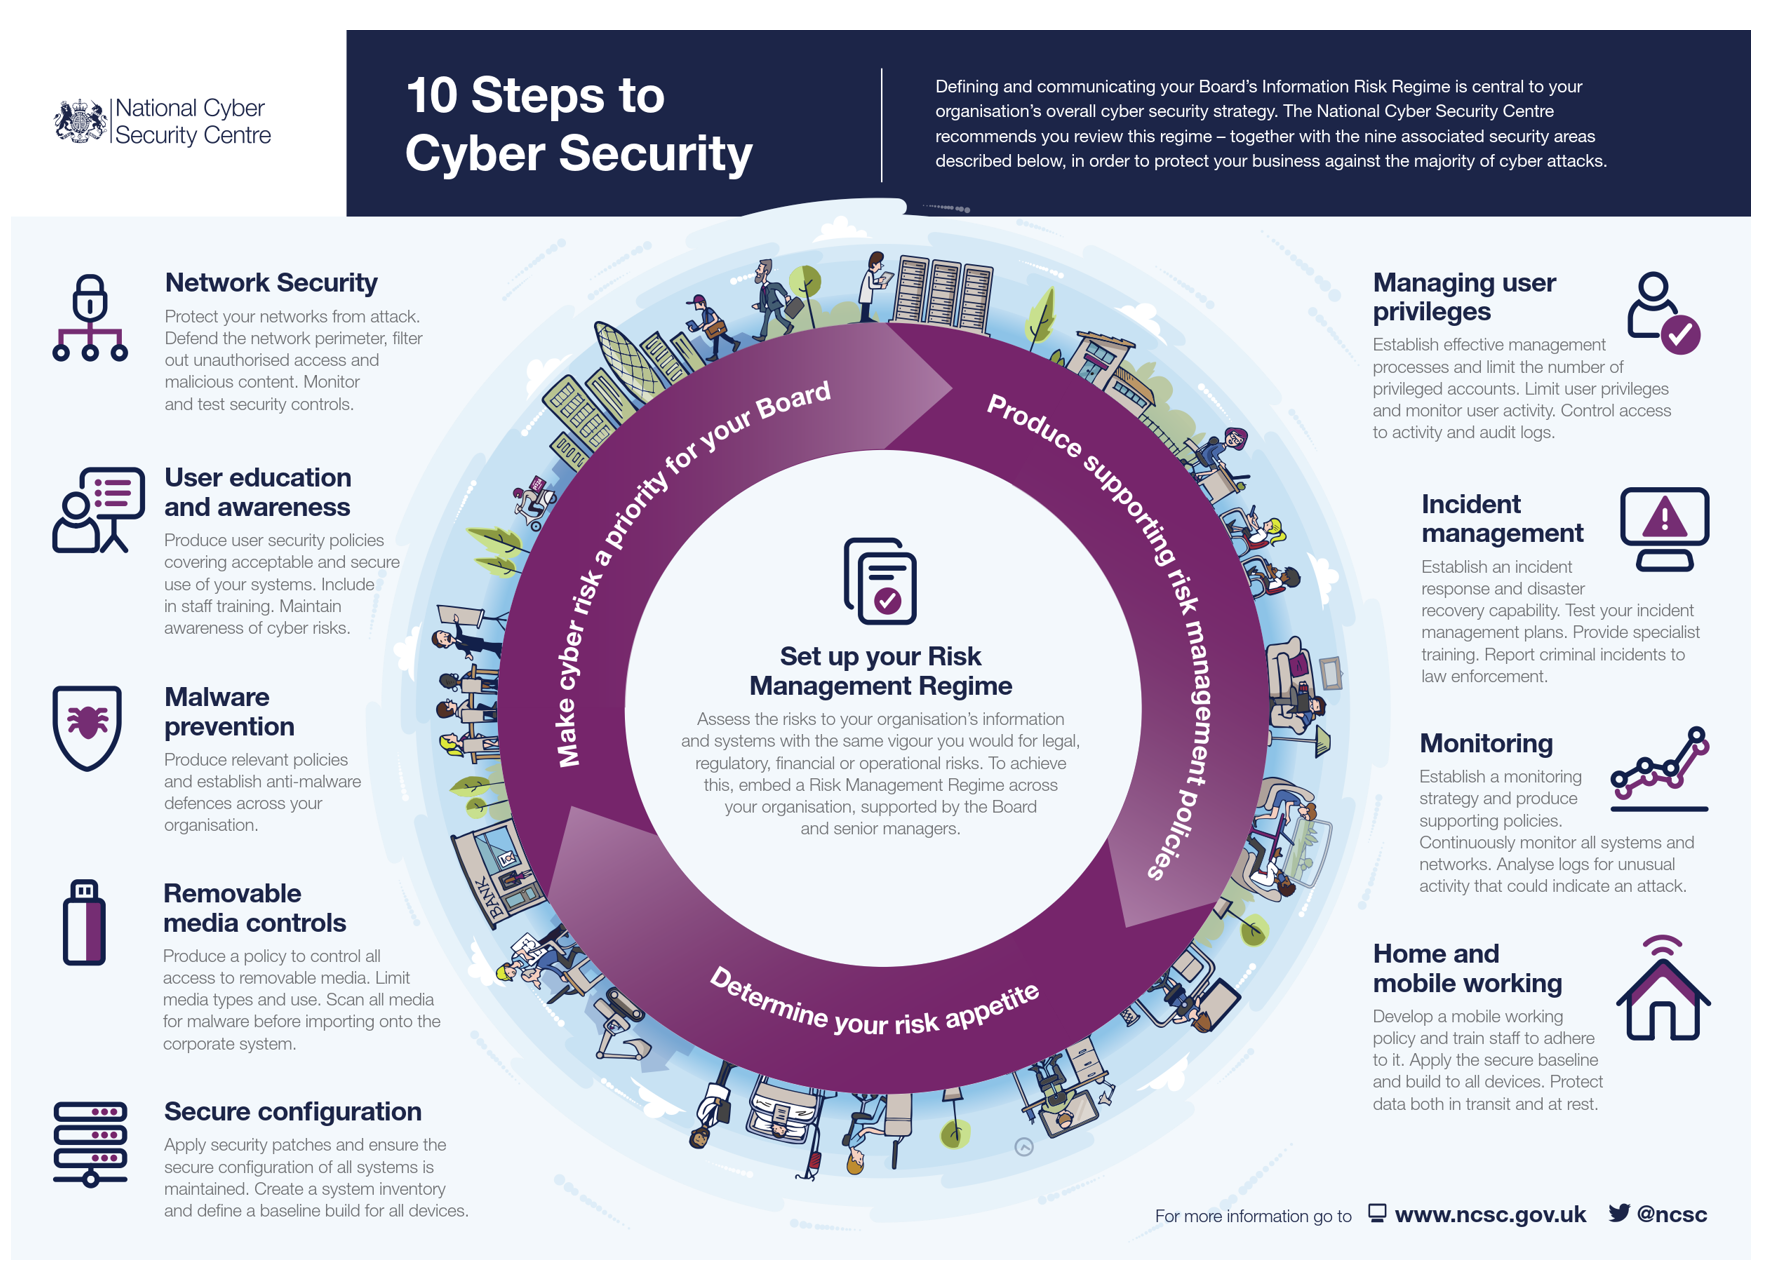 National Cyber
Security Centre
10 Steps to
Cyber Security
Defining and communicating your Board's Information Risk Regime is central to your
organisation's overall cyber security strategy. The National Cyber Security Centre
recommends you review this regime – together with the nine associated security areas
described below, in order to protect your business against the majority of cyber attacks.
Network Security
Protect your networks from attack.
Defend the network perimeter, filter
out unauthorised access and
malicious content. Monitor
and test security controls.
User education
and awareness
Produce user security policies
covering acceptable and secure
use of your systems. Include
in staff training. Maintain
awareness of cyber risks.
Malware
prevention
Produce relevant policies
and establish anti-malware
defences across your
organisation.
Removable
media controls
Produce a policy to control all
access to removable media. Limit
media types and use. Scan all media
for malware before importing onto the
corporate system.
Secure configuration
Apply security patches and ensure the
secure configuration of all systems is
maintained. Create a system inventory
and define a baseline build for all devices.
Make cyber risk a priority for your Board
Produce supporting risk management policies
Determine your risk appetite
BANK
Set up your Risk
Management Regime
Assess the risks to your organisation's information
and systems with the same vigour you would for legal,
regulatory, financial or operational risks. To achieve
this, embed a Risk Management Regime across
your organisation, supported by the Board
and senior managers.
Managing user
privileges
Establish effective management
processes and limit the number of
privileged accounts. Limit user privileges
and monitor user activity. Control access
to activity and audit logs.
Incident
management
Establish an incident
response and disaster
recovery capability. Test your incident
management plans. Provide specialist
training. Report criminal incidents to
law enforcement.
Monitoring
Establish a monitoring
strategy and produce
supporting policies.
Continuously monitor all systems and
networks. Analyse logs for unusual
activity that could indicate an attack.
Home and
mobile working
Develop a mobile working
policy and train staff to adhere
to it. Apply the secure baseline
and build to all devices. Protect
data both in transit and at rest.
For more information go to www.ncsc.gov.uk @ncsc